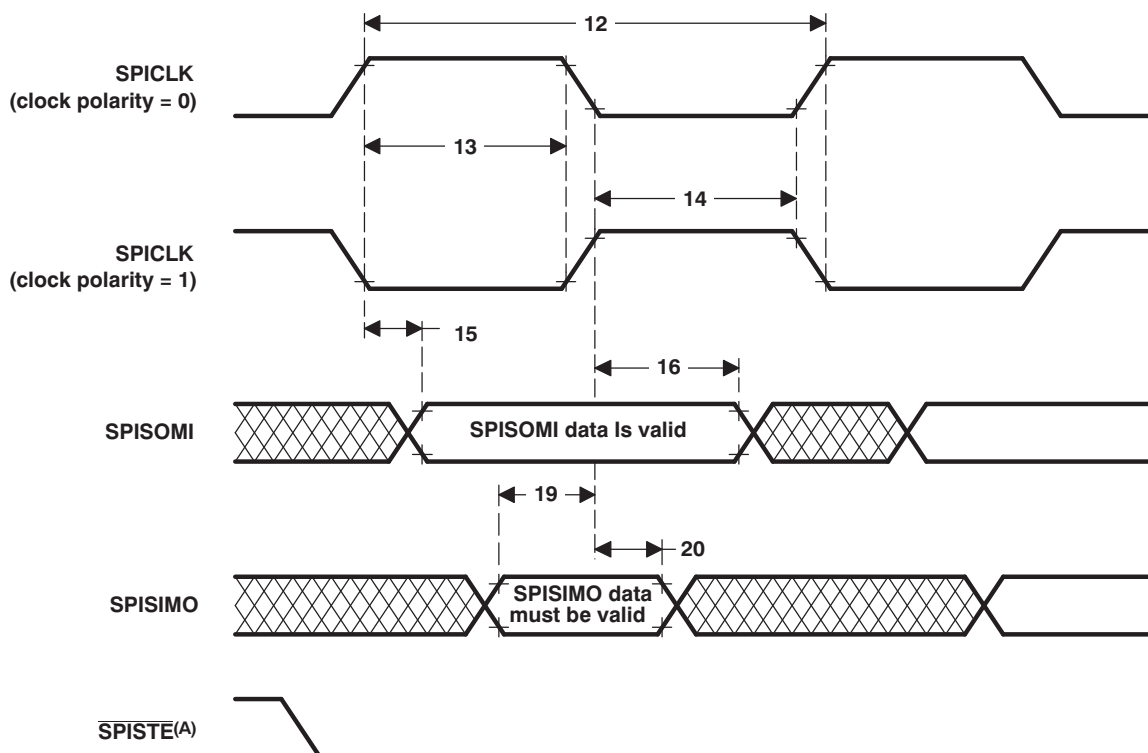 12
SPICLK
(clock polarity = 0)
13
14
SPICLK
(clock polarity = 1)
15
16
SPISOMI
SPISOMI data Is valid
19
20
SPISIMO
SPISIMO data
must be valid
SPISTE(A)